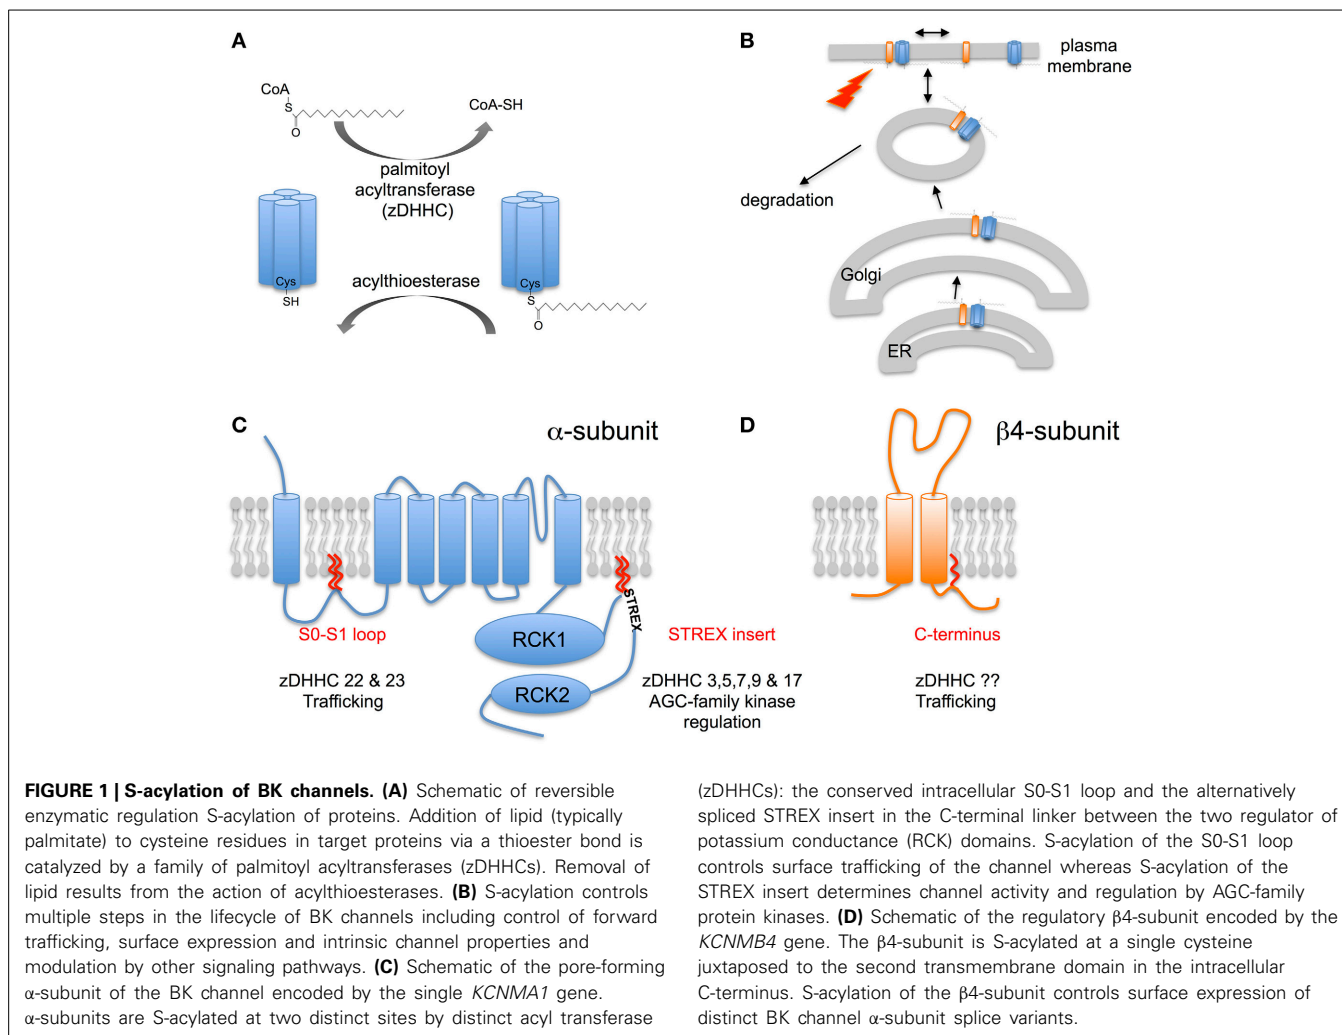 A
CoA
S
O
CoA-SH
palmitoyl
acyltransferase
(zDHHC)
Cys
SH
acylthioesterase
Cys
S
O
B
plasma
membrane
degradation
Golgi
ER
C
α-subunit
S0-S1 loop
zDHHC 22 & 23
Trafficking
RCK1
RCK2
STREX
STREX insert
zDHHC 3,5,7,9 & 17
AGC-family kinase
regulation
D
β4-subunit
C-terminus
zDHHC ??
Trafficking
FIGURE 1 | S-acylation of BK channels. (A) Schematic of reversible
enzymatic regulation S-acylation of proteins. Addition of lipid (typically
palmitate) to cysteine residues in target proteins via a thioester bond is
catalyzed by a family of palmitoyl acyltransferases (zDHHCs). Removal of
lipid results from the action of acylthioesterases. (B) S-acylation controls
multiple steps in the lifecycle of BK channels including control of forward
trafficking, surface expression and intrinsic channel properties and
modulation by other signaling pathways. (C) Schematic of the pore-forming
α-subunit of the BK channel encoded by the single KCNMA1 gene.
α-subunits are S-acylated at two distinct sites by distinct acyl transferase
(zDHHCs): the conserved intracellular S0-S1 loop and the alternatively
spliced STREX insert in the C-terminal linker between the two regulator of
potassium conductance (RCK) domains. S-acylation of the S0-S1 loop
controls surface trafficking of the channel whereas S-acylation of the
STREX insert determines channel activity and regulation by AGC-family
protein kinases. (D) Schematic of the regulatory β4-subunit encoded by the
KCNMB4 gene. The β4-subunit is S-acylated at a single cysteine
juxtaposed to the second transmembrane domain in the intracellular
C-terminus. S-acylation of the β4-subunit controls surface expression of
distinct BK channel α-subunit splice variants.